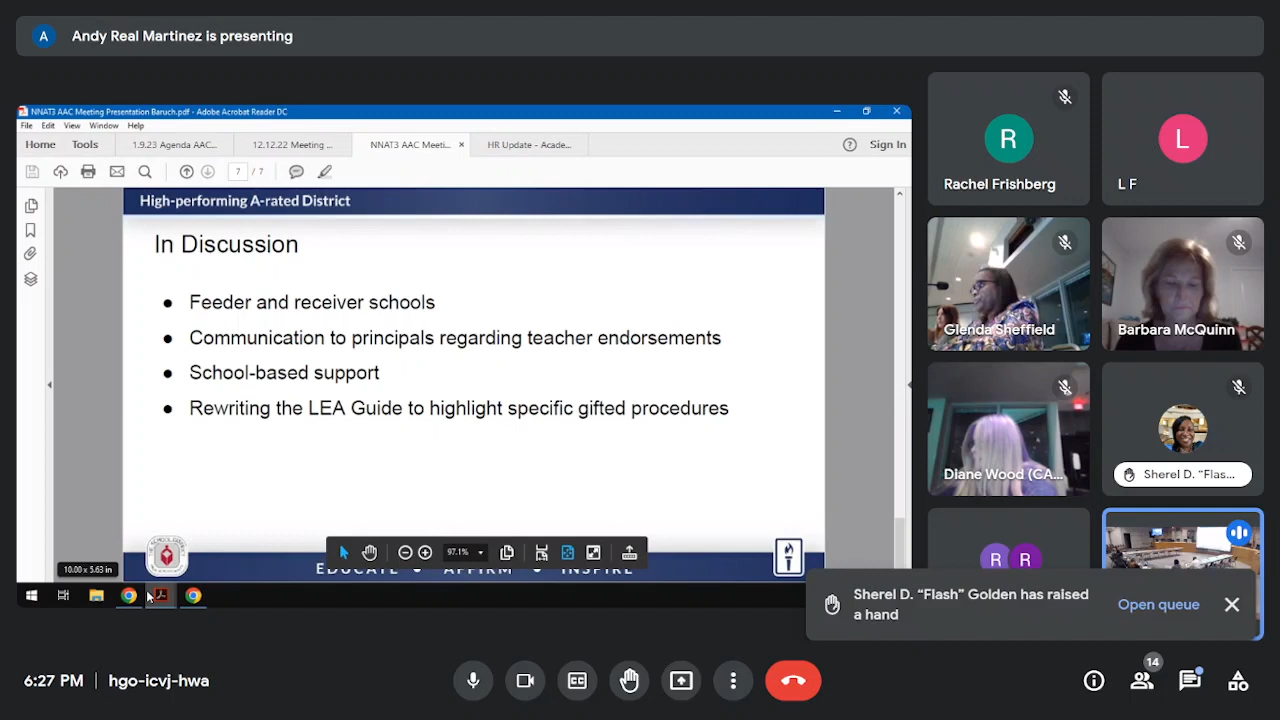 A
Andy Real Martinez is presenting
NNAT3 AAC Meeting Presentation Baruch.pdf - Adobe Acrobat Reader DC
File Edit View Window Help
Home Tools 1.9.23 Agenda AAC... 12.12.22 Meeting ... NNAT3 AAC Meeti... × HR Update - Acade... Sign In
7 / 7
High-performing A-rated District
In Discussion
● Feeder and receiver schools
● Communication to principals regarding teacher endorsements
● School-based support
● Rewriting the LEA Guide to highlight specific gifted procedures
97.1%
10.00 x 5.63 in
EDUCATE • AFFIRM • INSPIRE
R
Rachel Frishberg
L
L F
Glenda Sheffield
Barbara McQuinn
Diane Wood (CA...
Sherel D. “Flas...
R R
Sherel D. “Flash” Golden has raised
a hand
Open queue
6:27 PM | hgo-icvj-hwa
14